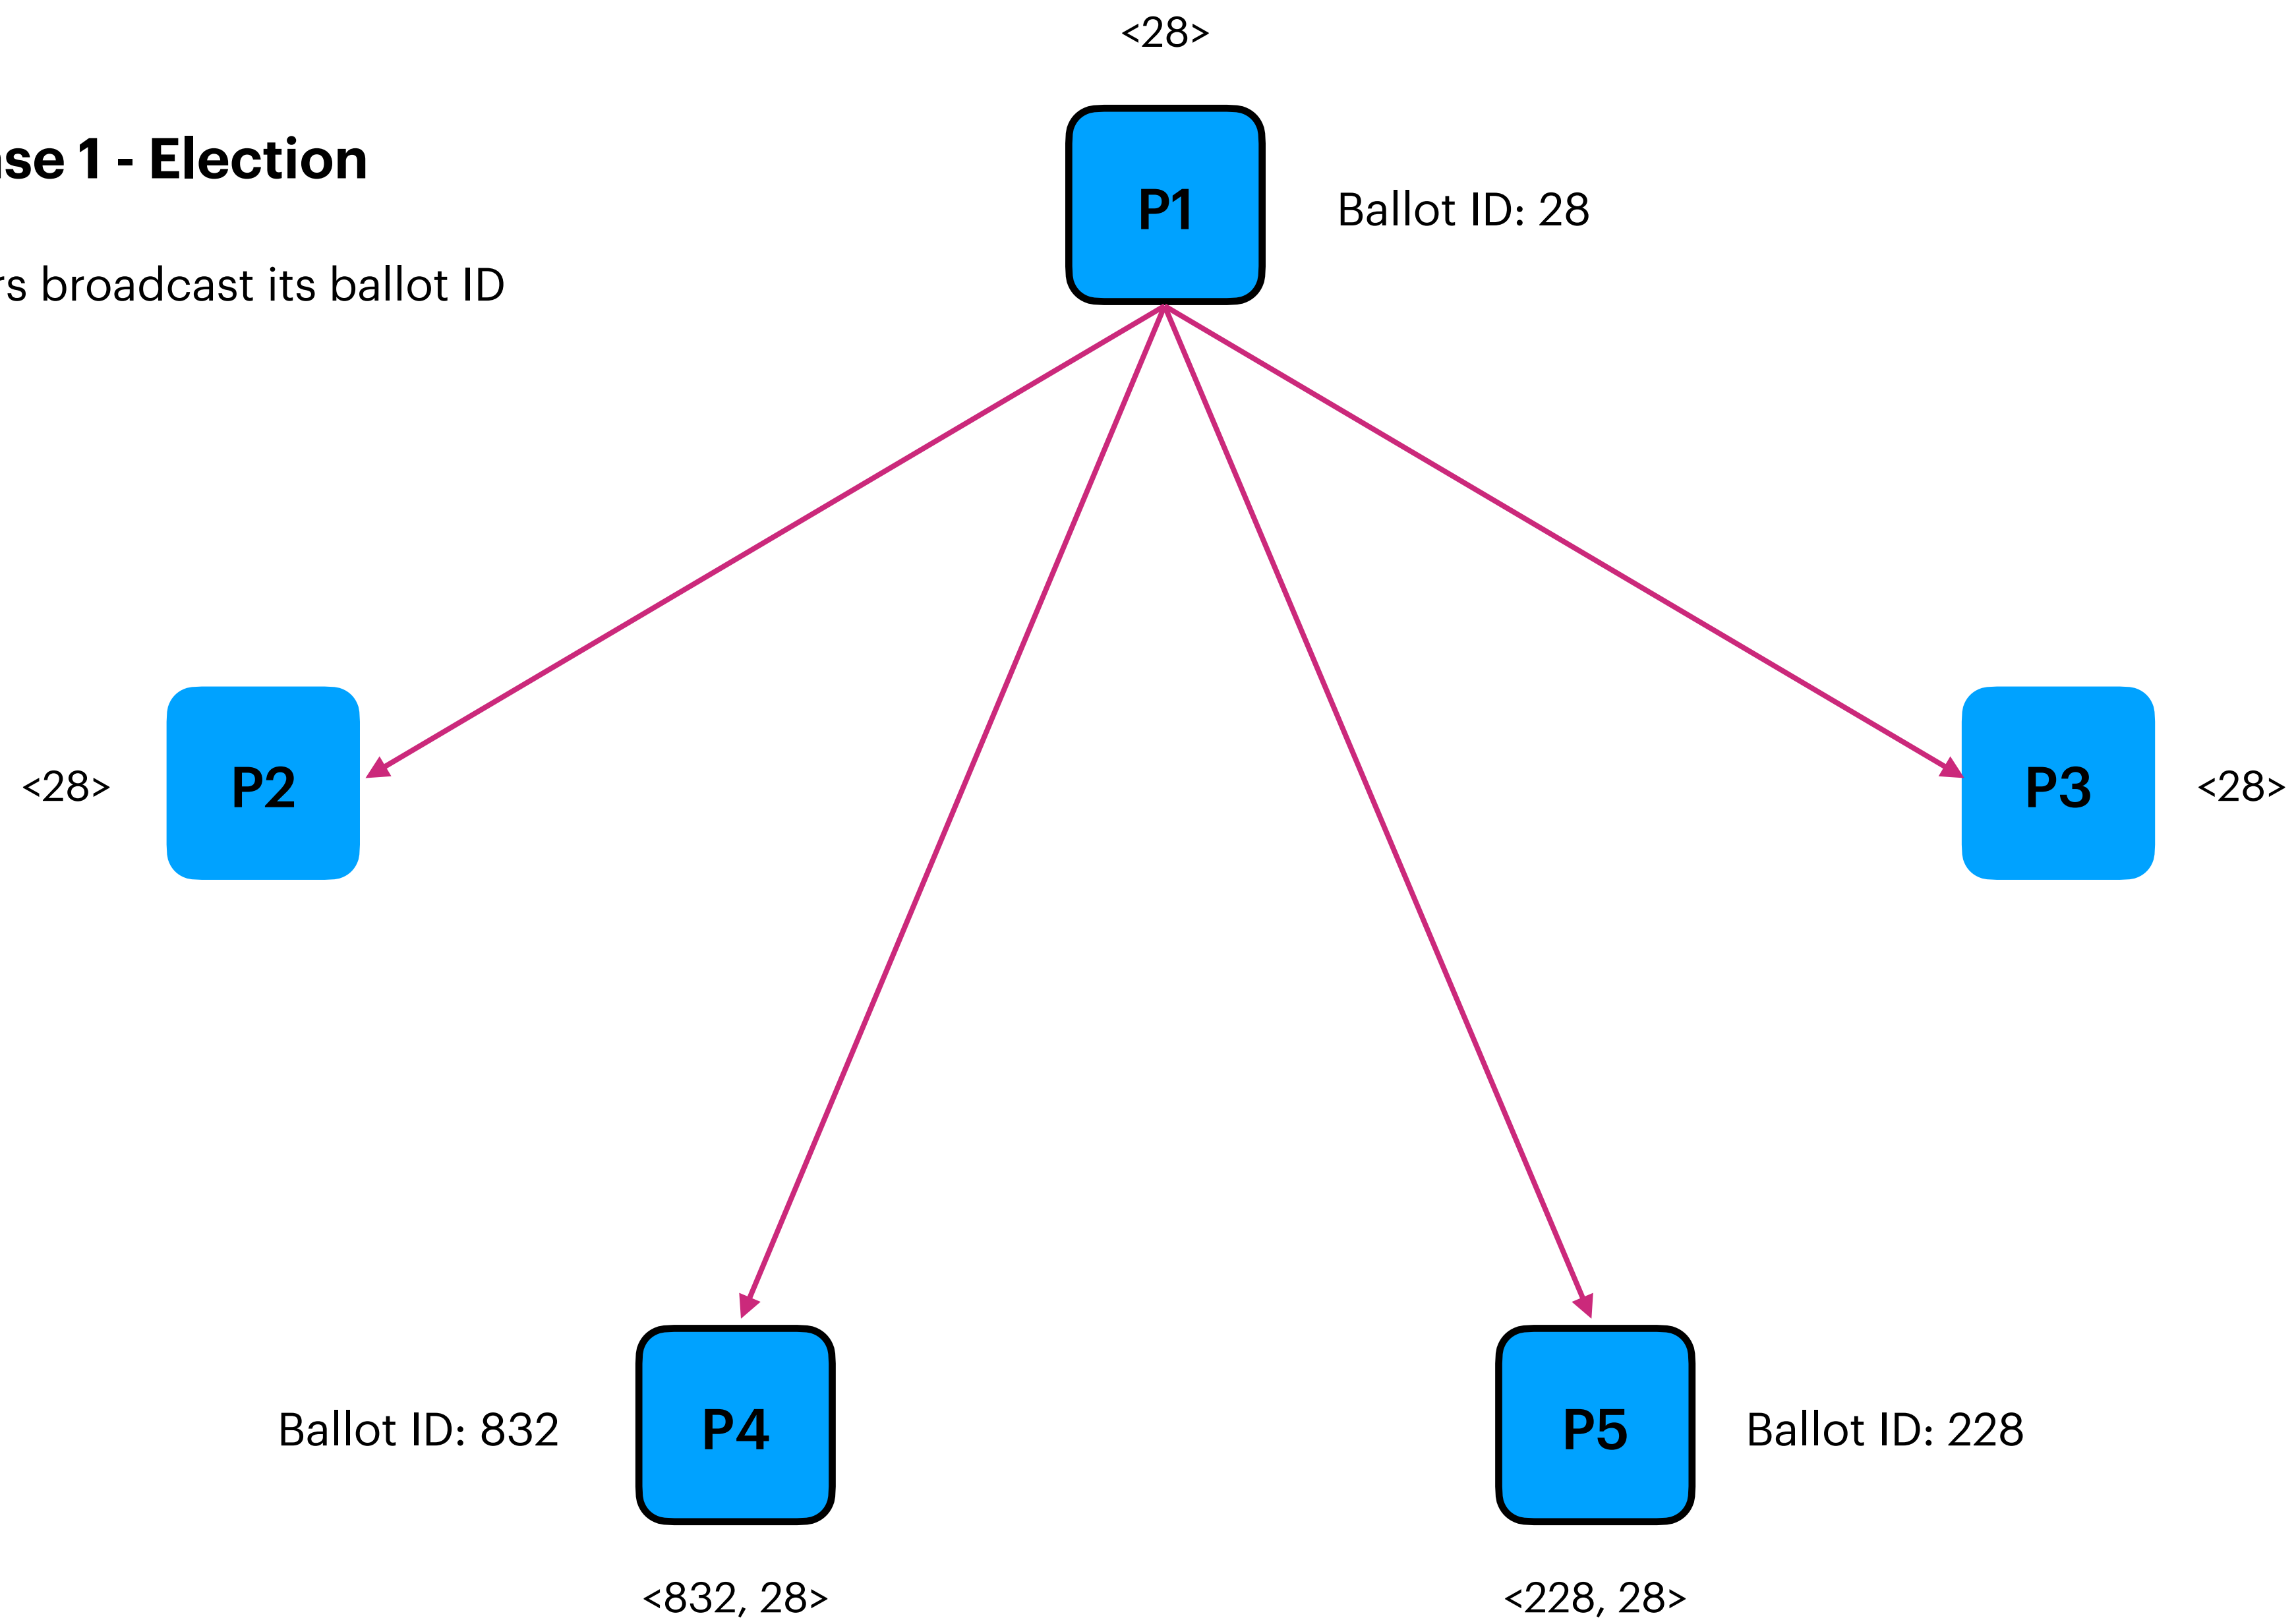 <28>
se 1 - Election
P1
Ballot ID: 28
rs broadcast its ballot ID
<28>
P2
P3
<28>
Ballot ID: 832
P4
P5
Ballot ID: 228
<832, 28>
<228, 28>